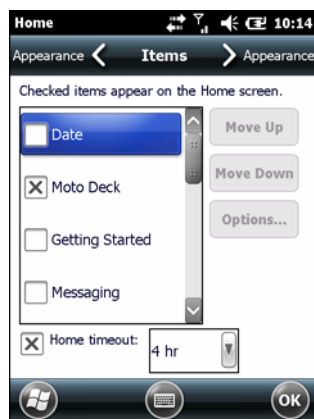 Home 10:14
Appearance Items Appearance
Checked items appear on the Home screen.
Date
Moto Deck
Getting Started
Messaging
Move Up
Move Down
Options...
Home timeout: 4 hr
OK